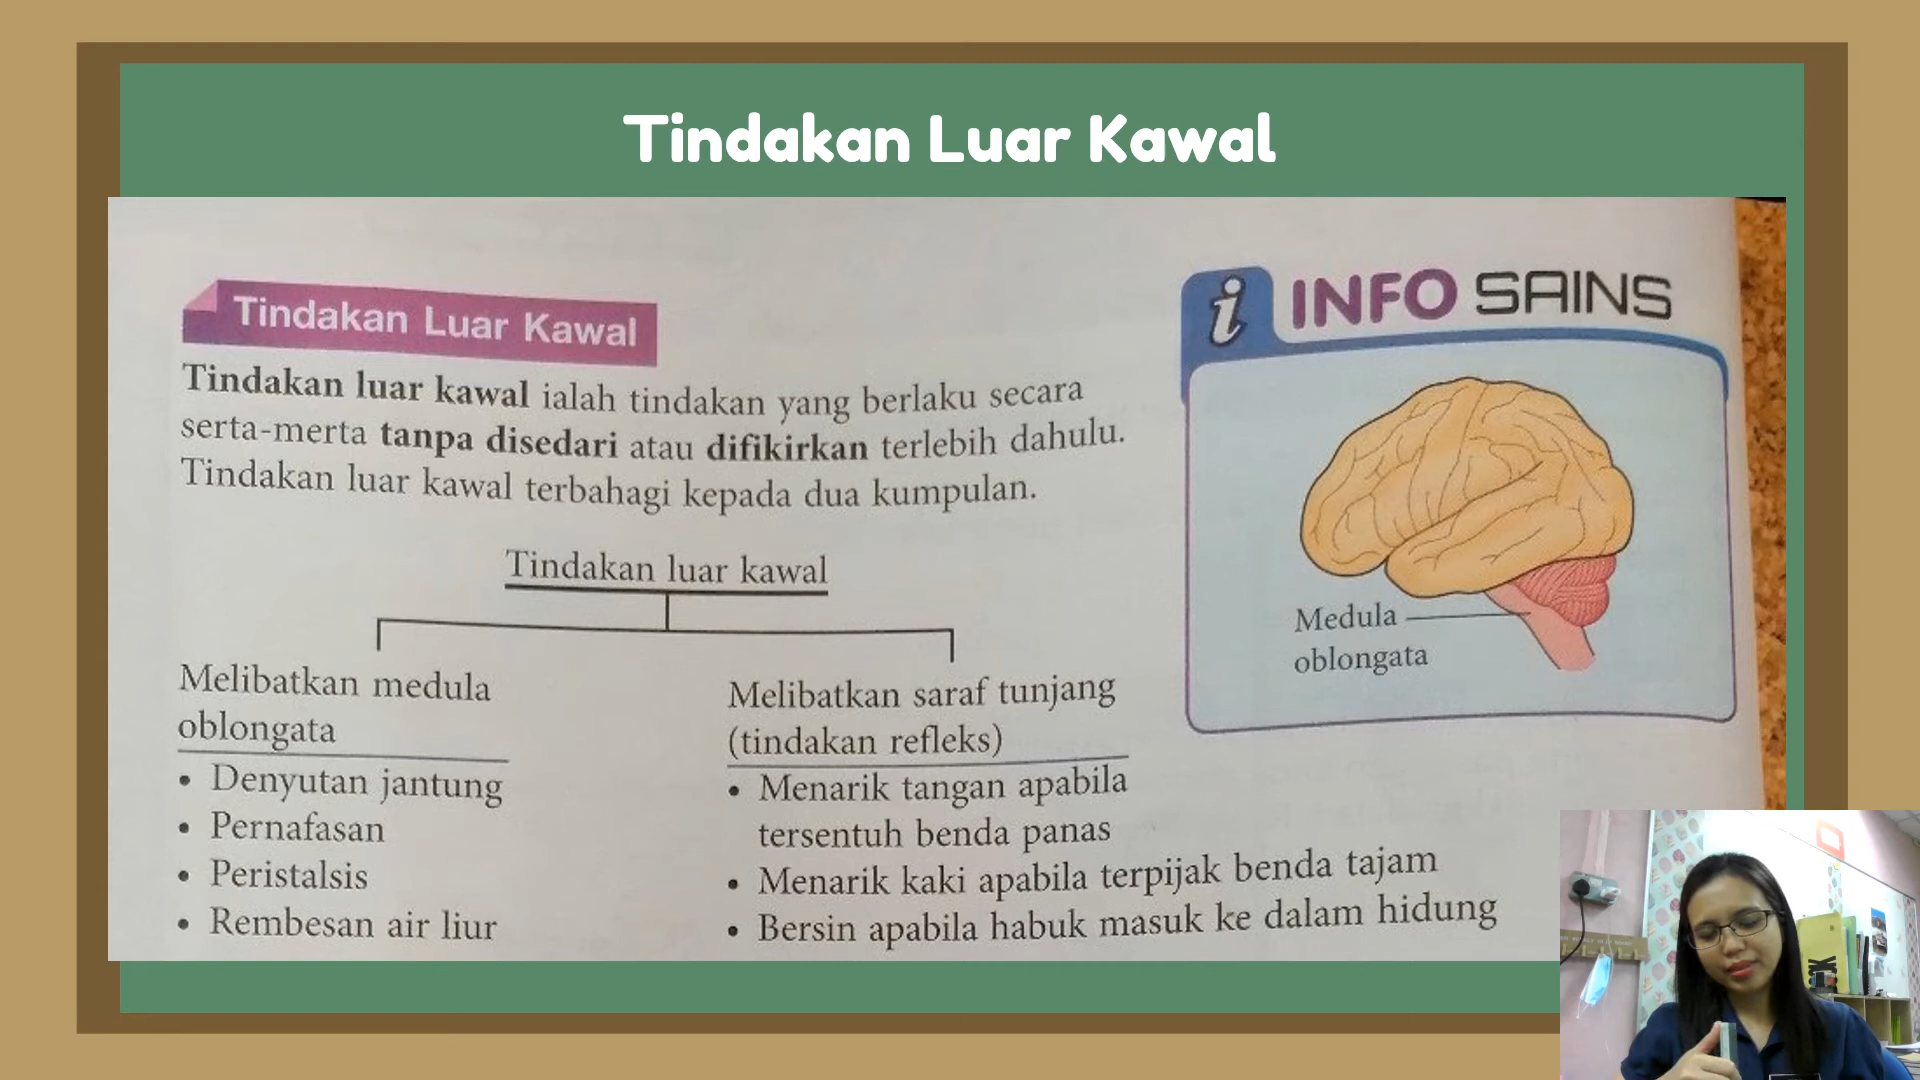 Tindakan Luar Kawal
Tindakan Luar Kawal
Tindakan luar kawal ialah tindakan yang berlaku secara
serta-merta tanpa disedari atau difikirkan terlebih dahulu.
Tindakan luar kawal terbahagi kepada dua kumpulan.
Tindakan luar kawal
Melibatkan medula
oblongata
• Denyutan jantung
• Pernafasan
• Peristalsis
• Rembesan air liur
Melibatkan saraf tunjang
(tindakan refleks)
• Menarik tangan apabila
tersentuh benda panas
• Menarik kaki apabila terpijak benda tajam
• Bersin apabila habuk masuk ke dalam hidung
i INFO SAINS
Medula
oblongata